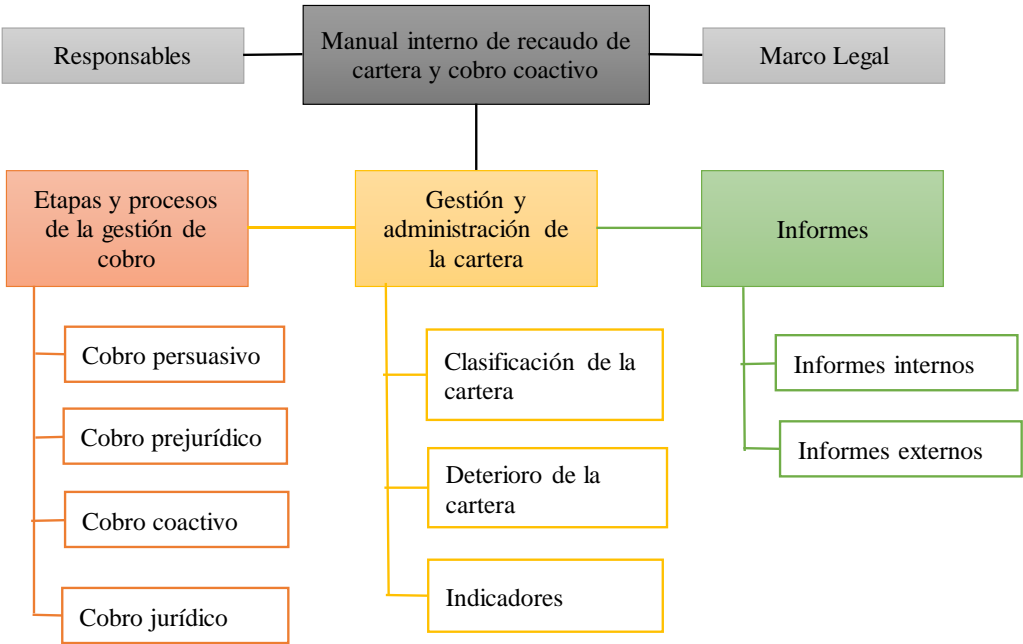 Responsables
Manual interno de recaudo de
cartera y cobro coactivo
Marco Legal
Etapas y procesos
de la gestión de
cobro
Gestión y
administración de
la cartera
Informes
Cobro persuasivo
Cobro prejurídico
Cobro coactivo
Cobro jurídico
Clasificación de la
cartera
Deterioro de la
cartera
Indicadores
Informes internos
Informes externos